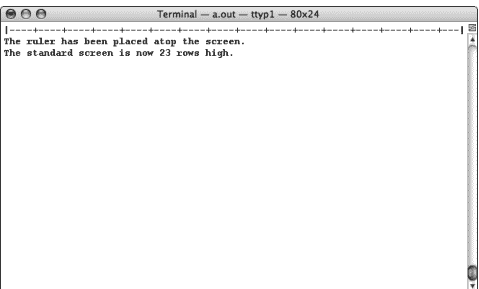 Terminal — a.out — ttyp1 — 80x24
|----+----+----+----+----+----+----+----+----+----+----+----+----+----+----+---|
The ruler has been placed atop the screen.
The standard screen is now 23 rows high.